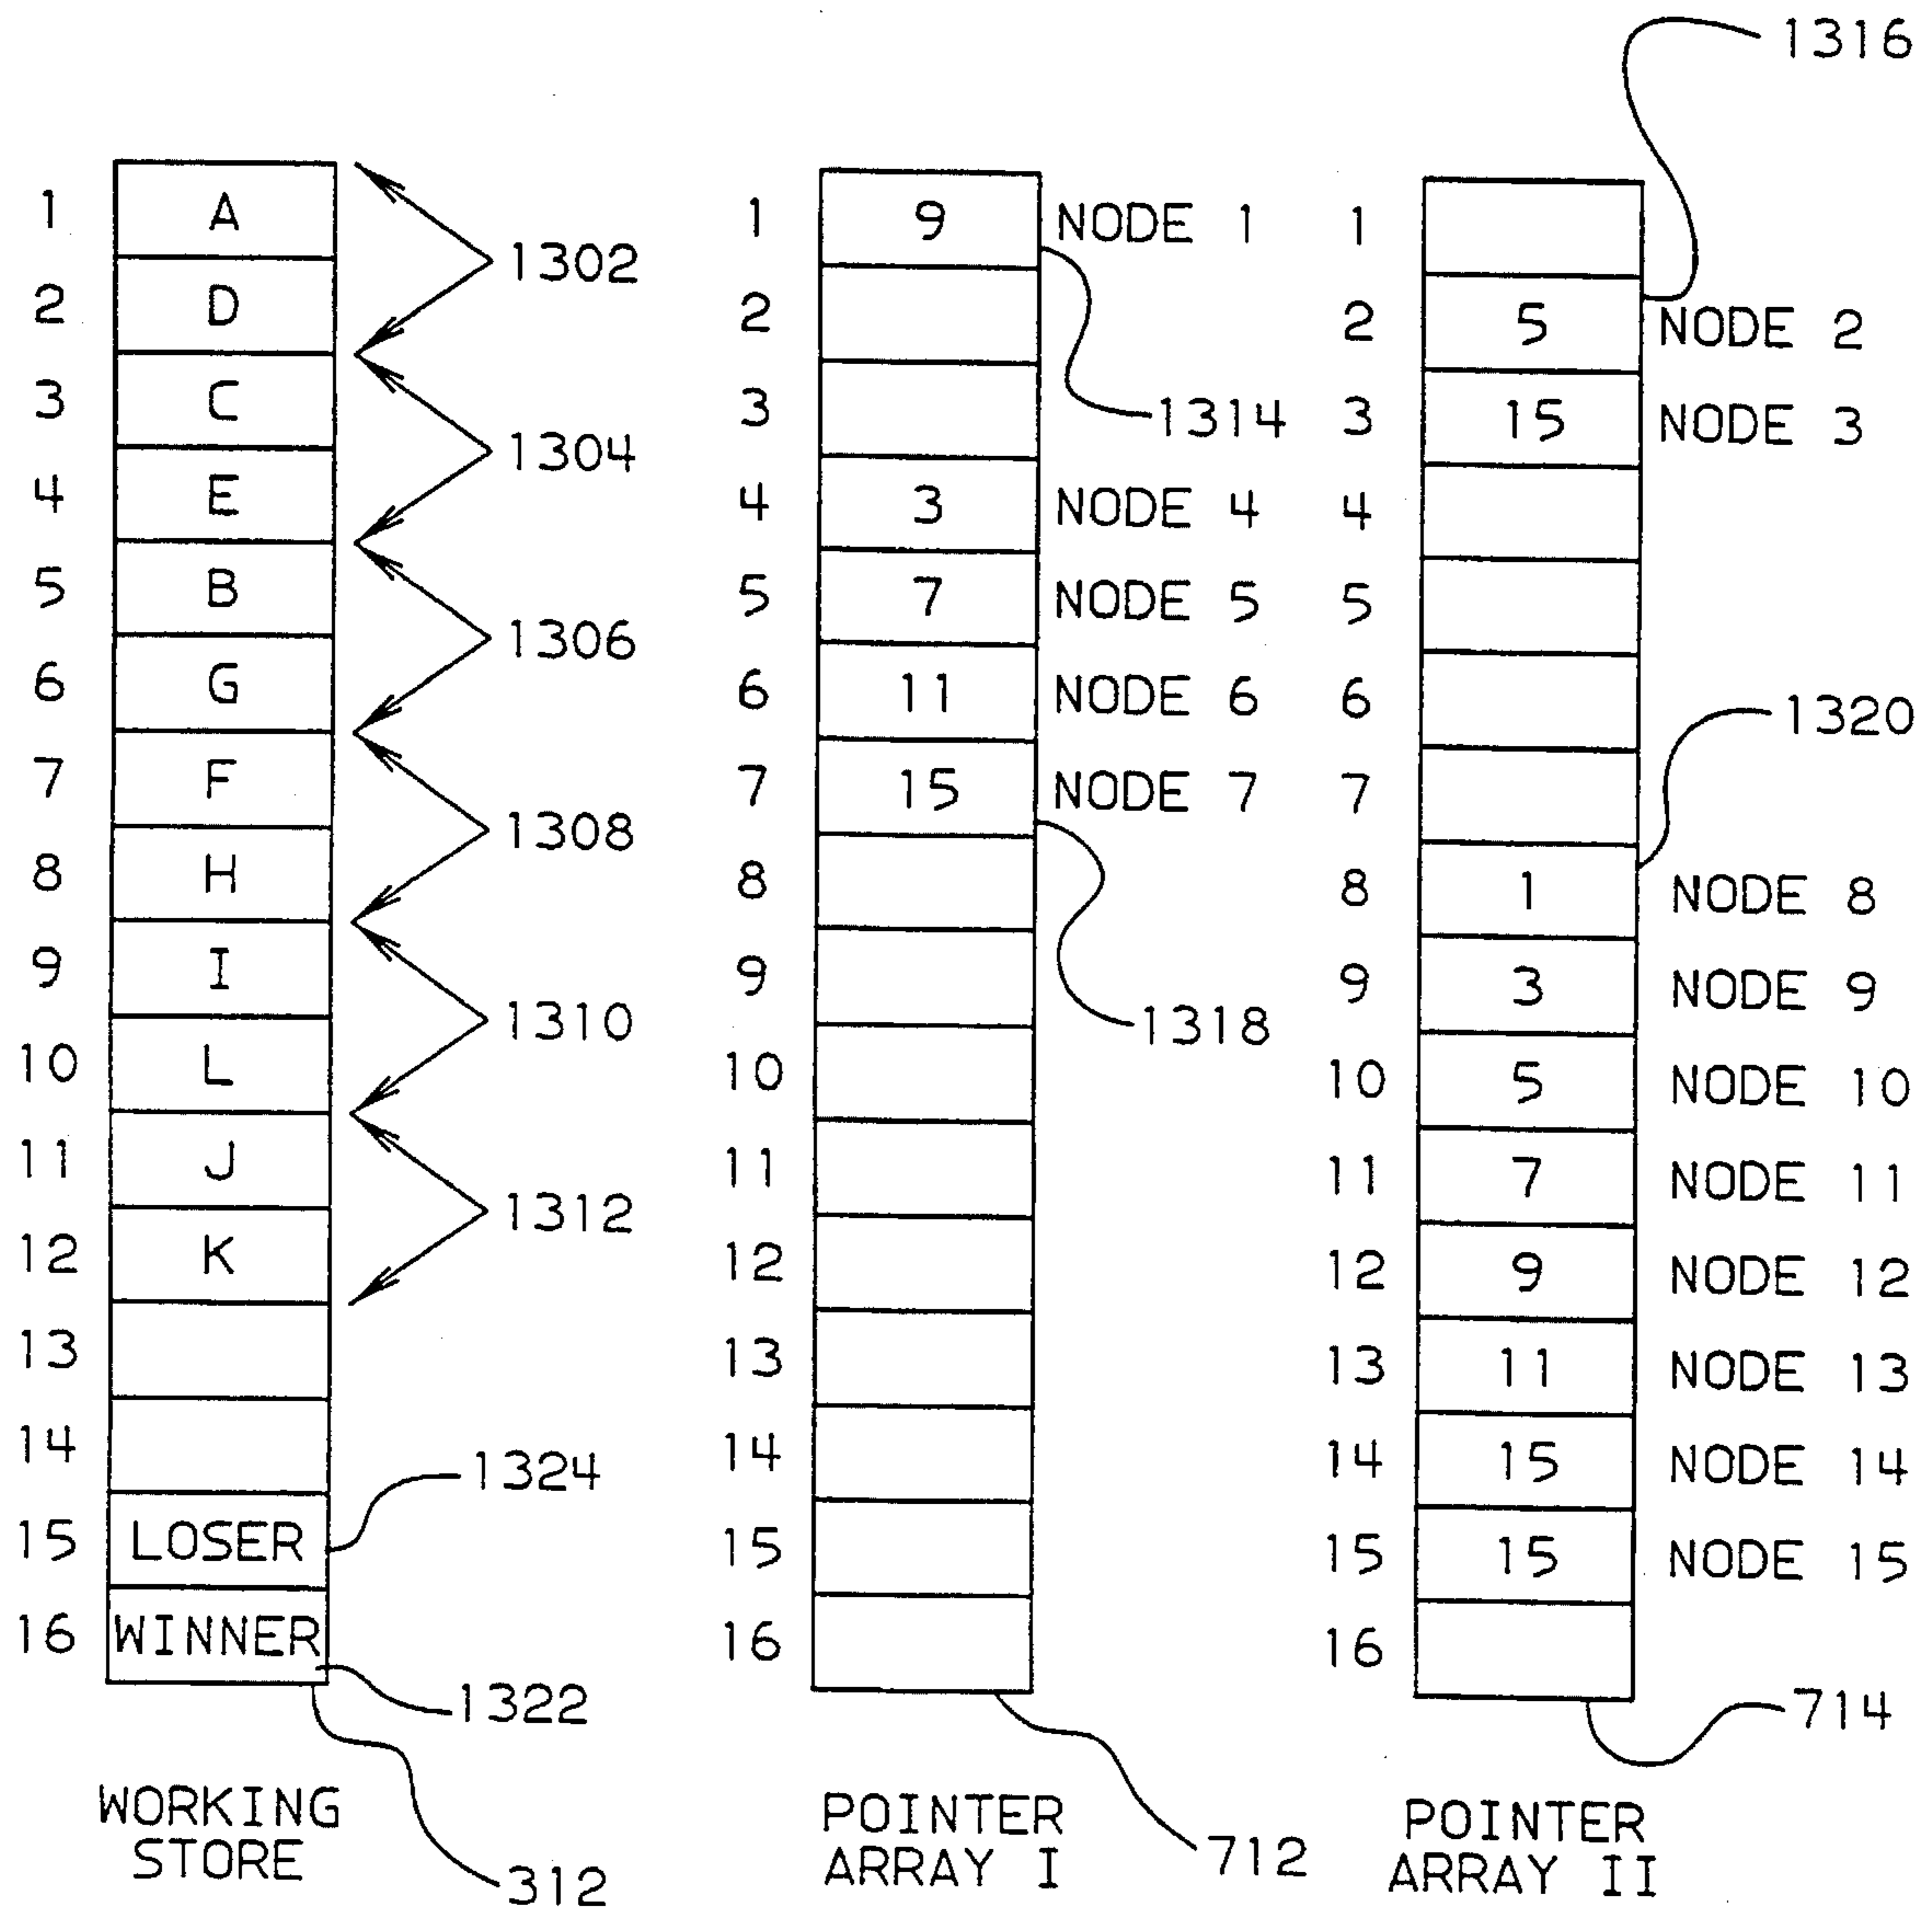 1316
1 A 1302 1 9 NODE 1 1
2 D 2 2 5 NODE 2
3 C 1304 3 1314 3 15 NODE 3
4 E 4 3 NODE 4 4
5 B 1306 5 7 NODE 5 5
6 G 6 11 NODE 6 6 1320
7 F 1308 7 15 NODE 7 7
8 H 8 8 1 NODE 8
9 I 1310 9 1318 9 3 NODE 9
10 L 10 10 5 NODE 10
11 J 1312 11 11 7 NODE 11
12 K 12 12 9 NODE 12
13 13 13 11 NODE 13
14 1324 14 14 15 NODE 14
15 LOSER 15 15 15 NODE 15
16 WINNER 1322 16 16
714
WORKING
STORE
312
POINTER
ARRAY I
712
POINTER
ARRAY II